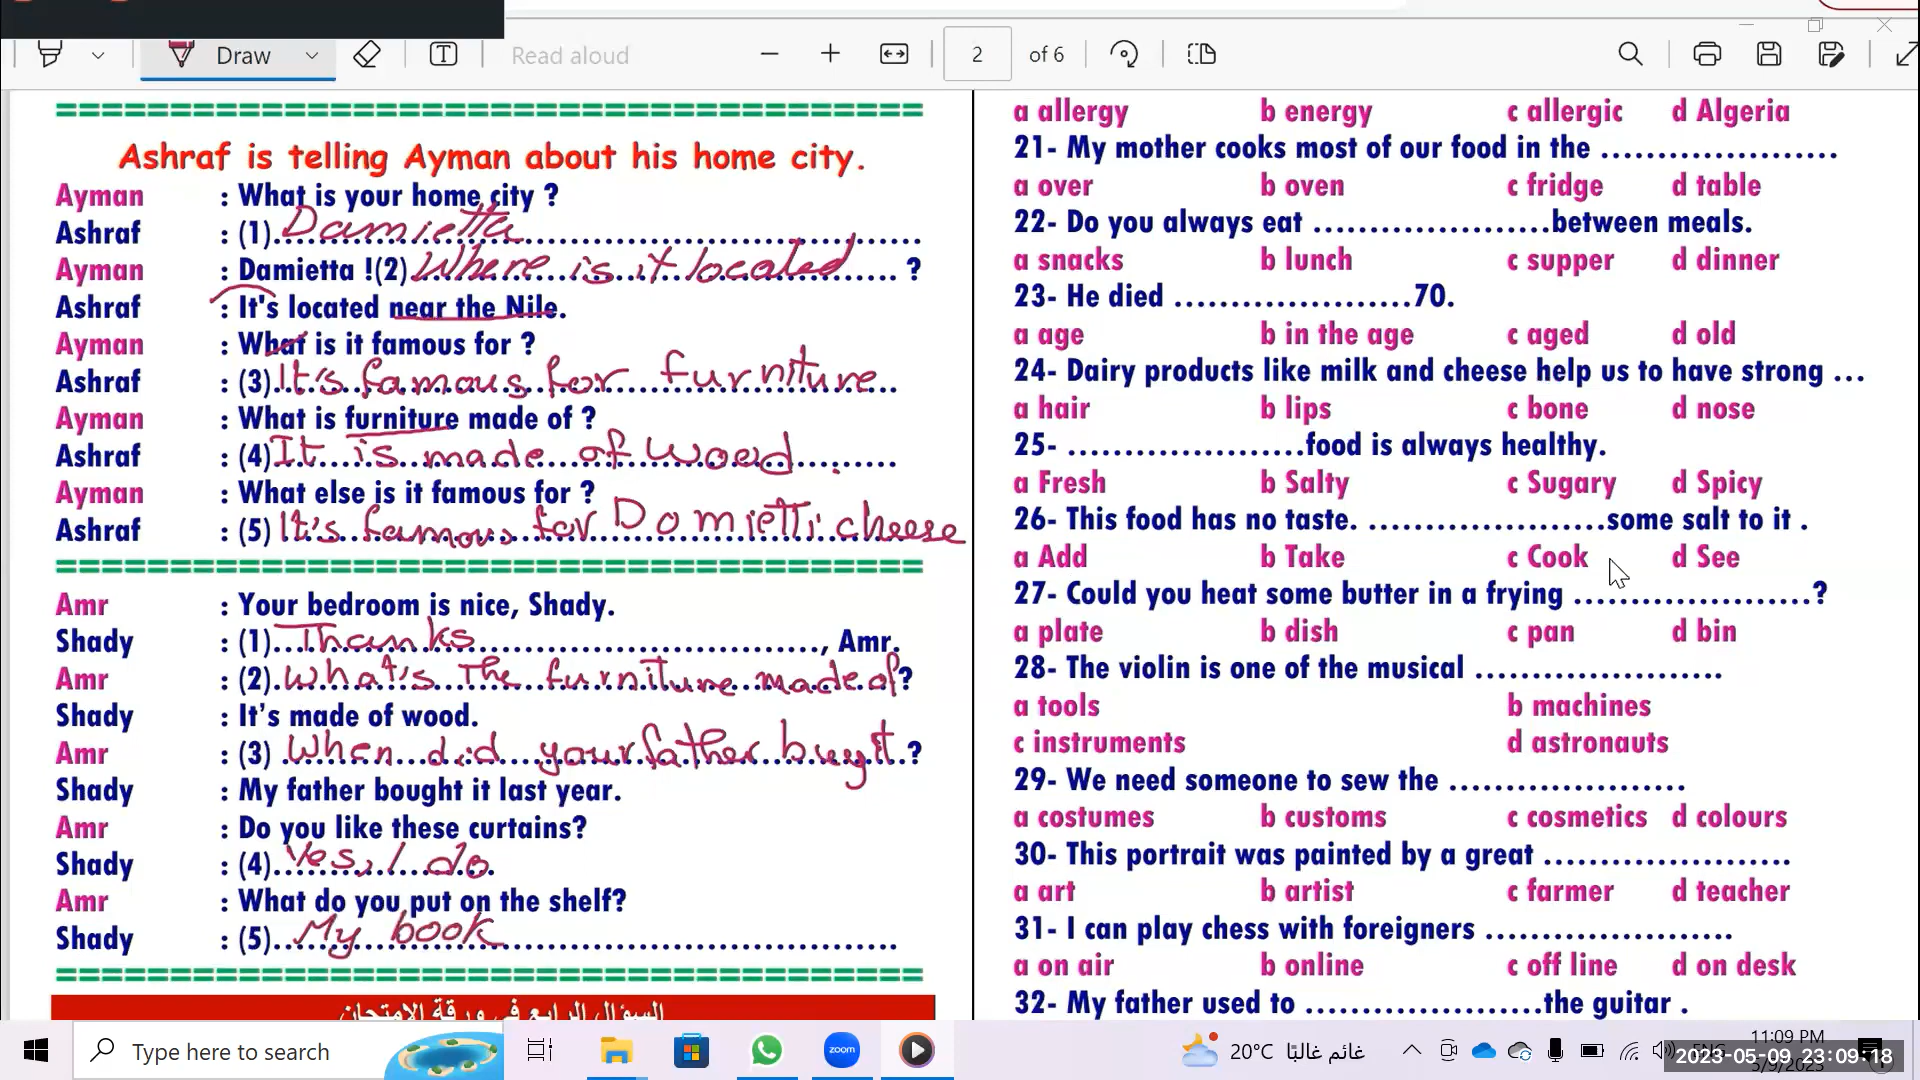 Draw
Read aloud
2 of 6
==============================
Ashraf is telling Ayman about his home city.
Ayman : What is your home city ?
Ashraf : (1) Damietta
Ayman : Damietta !(2) Where is it located ?
Ashraf : It's located near the Nile.
Ayman : What is it famous for ?
Ashraf : (3) It's famous for furniture
Ayman : What is furniture made of ?
Ashraf : (4) It is made of wood.
Ayman : What else is it famous for ?
Ashraf : (5) It's famous for Domietti cheese
==============================
Amr : Your bedroom is nice, Shady.
Shady : (1) Thanks, Amr.
Amr : (2) What's The furniture made of?
Shady : It's made of wood.
Amr : (3) When did your father buy it ?
Shady : My father bought it last year.
Amr : Do you like these curtains?
Shady : (4) Yes, I do.
Amr : What do you put on the shelf?
Shady : (5) My book
==============================
السؤال الرابع في ورقة الامتحان
a allergy b energy c allergic d Algeria
21- My mother cooks most of our food in the .....................
a over b oven c fridge d table
22- Do you always eat .....................between meals.
a snacks b lunch c supper d dinner
23- He died .....................70.
a age b in the age c aged d old
24- Dairy products like milk and cheese help us to have strong ...
a hair b lips c bone d nose
25- .....................food is always healthy.
a Fresh b Salty c Sugary d Spicy
26- This food has no taste. .....................some salt to it .
a Add b Take c Cook d See
27- Could you heat some butter in a frying .....................?
a plate b dish c pan d bin
28- The violin is one of the musical ......................
a tools b machines
c instruments d astronauts
29- We need someone to sew the .....................
a costumes b customs c cosmetics d colours
30- This portrait was painted by a great ......................
a art b artist c farmer d teacher
31- I can play chess with foreigners ......................
a on air b online c off line d on desk
32- My father used to .....................the guitar .
Type here to search
zoom
20°C غائم غالبًا
11:09 PM
2023-05-09 23:09:18
5/9/2023